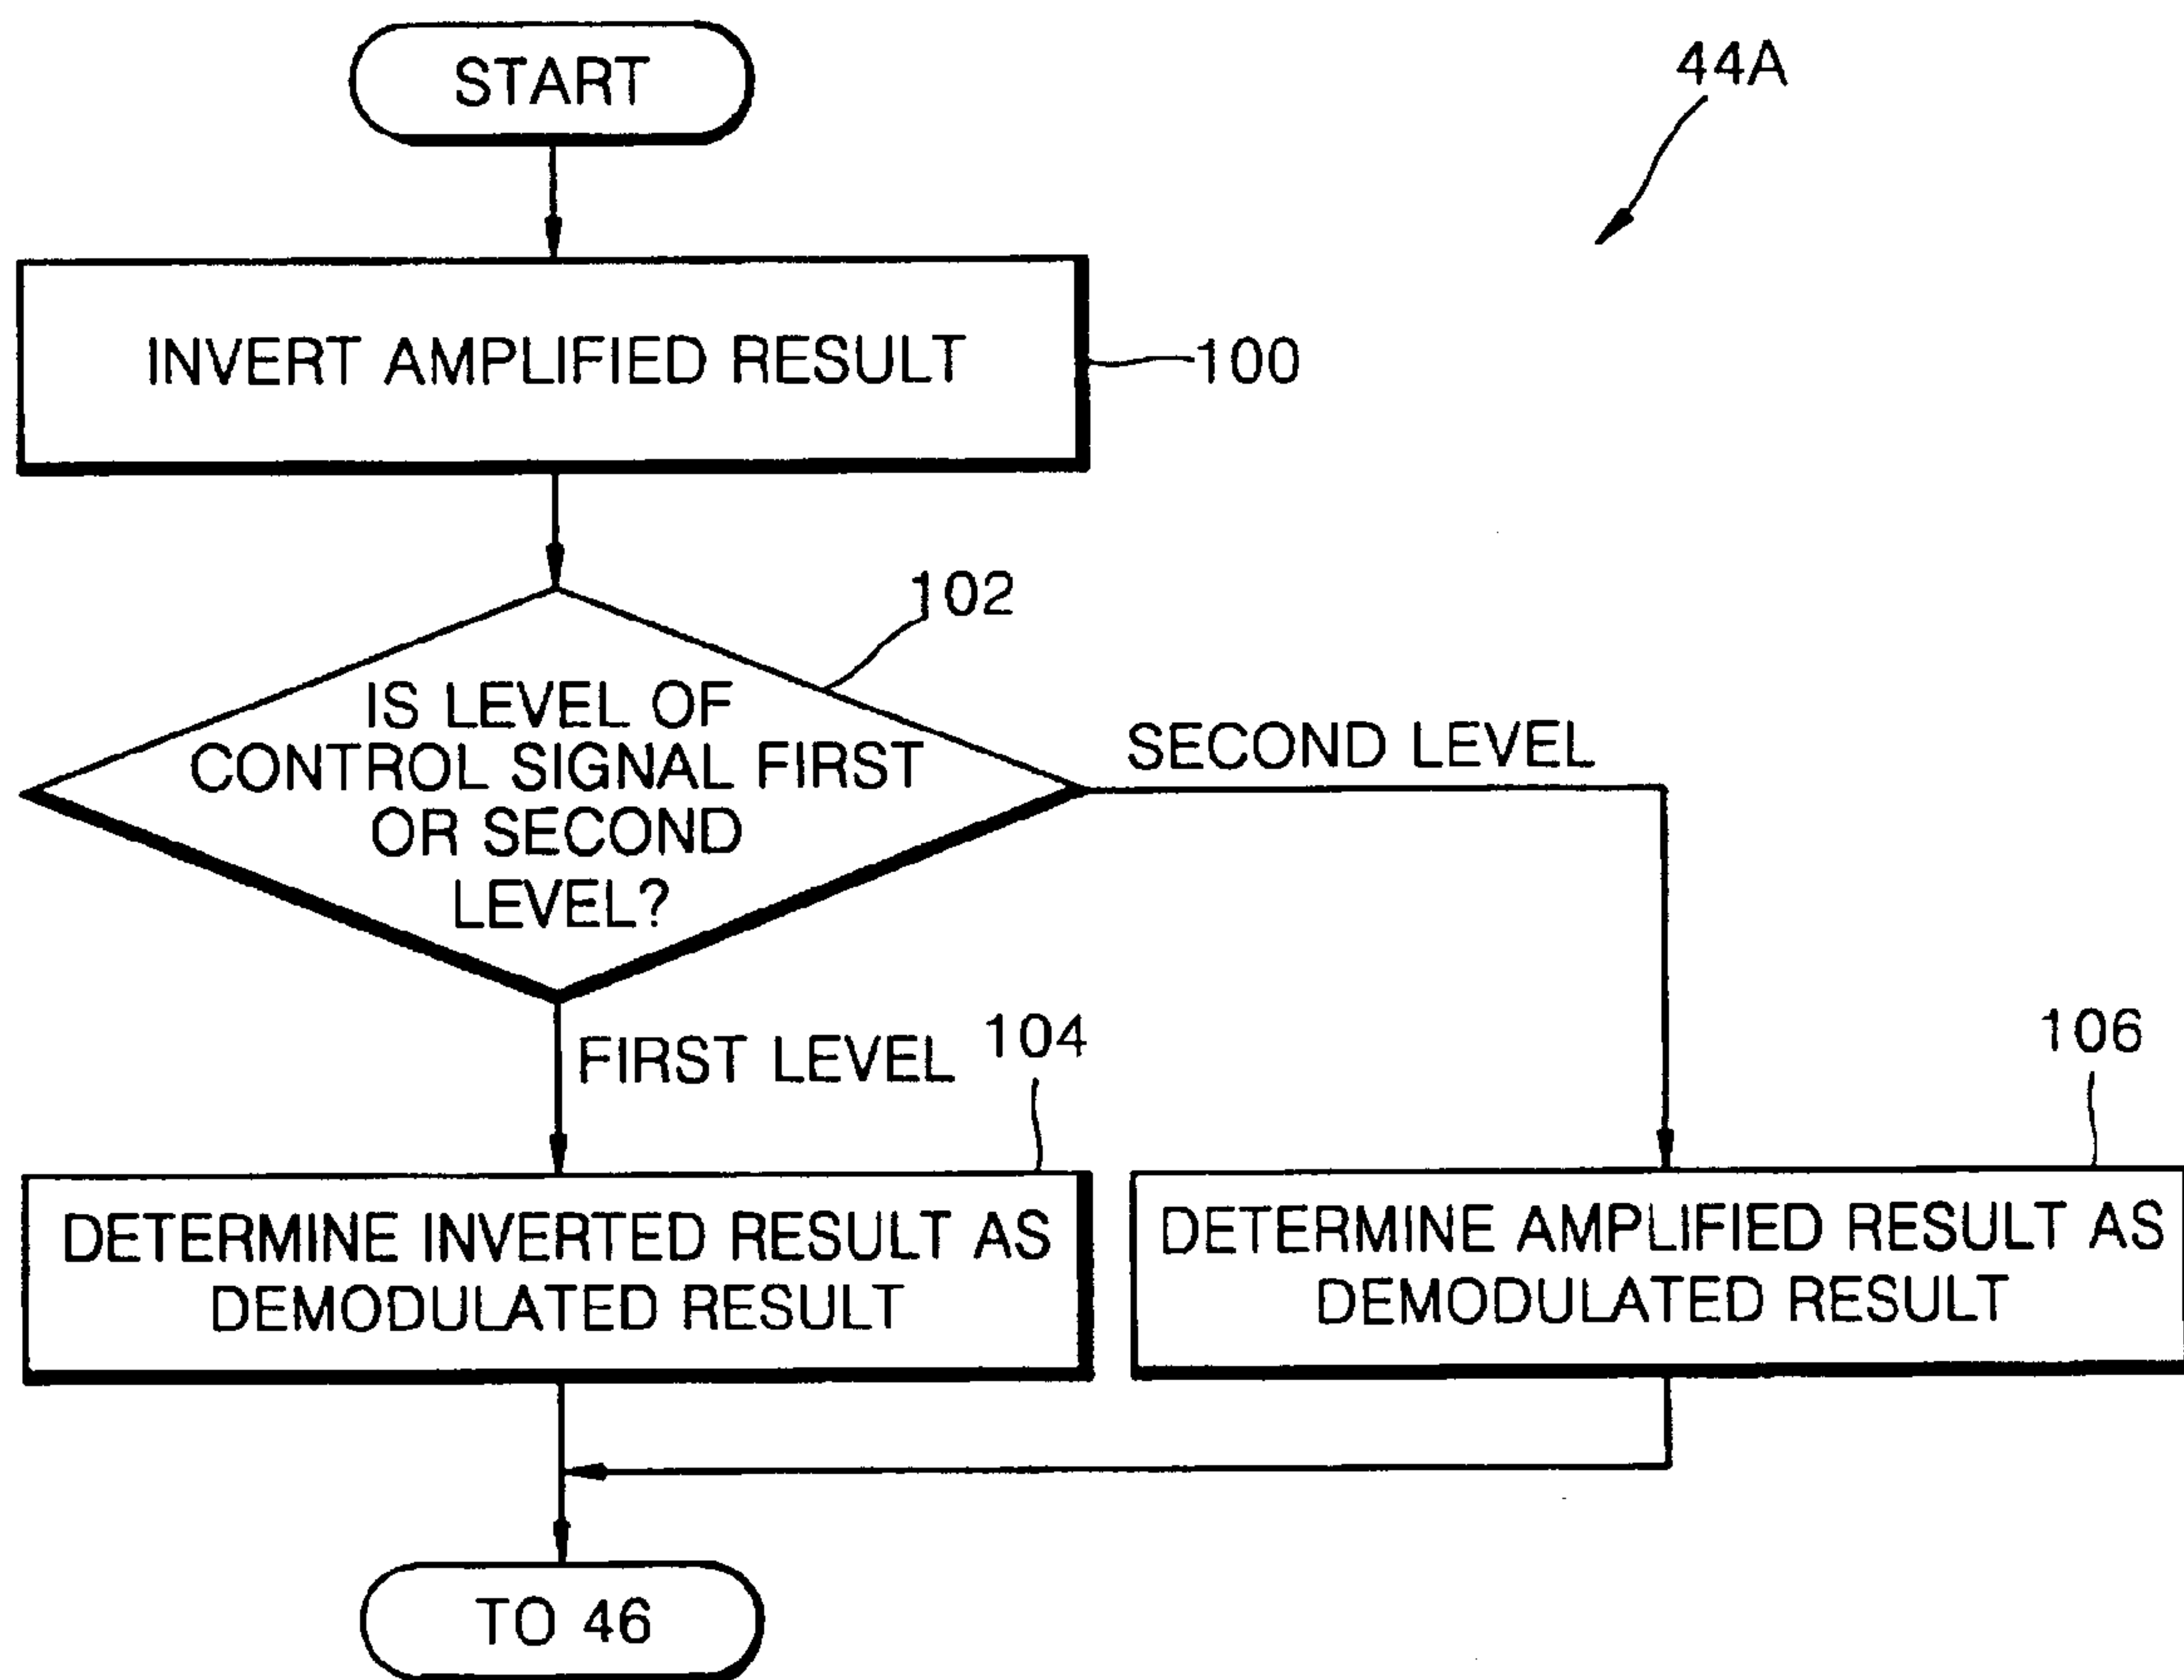 START
44A
INVERT AMPLIFIED RESULT
100
102
IS LEVEL OF
CONTROL SIGNAL FIRST
OR SECOND
LEVEL?
SECOND LEVEL
FIRST LEVEL
104
106
DETERMINE INVERTED RESULT AS
DEMODULATED RESULT
DETERMINE AMPLIFIED RESULT AS
DEMODULATED RESULT
TO 46